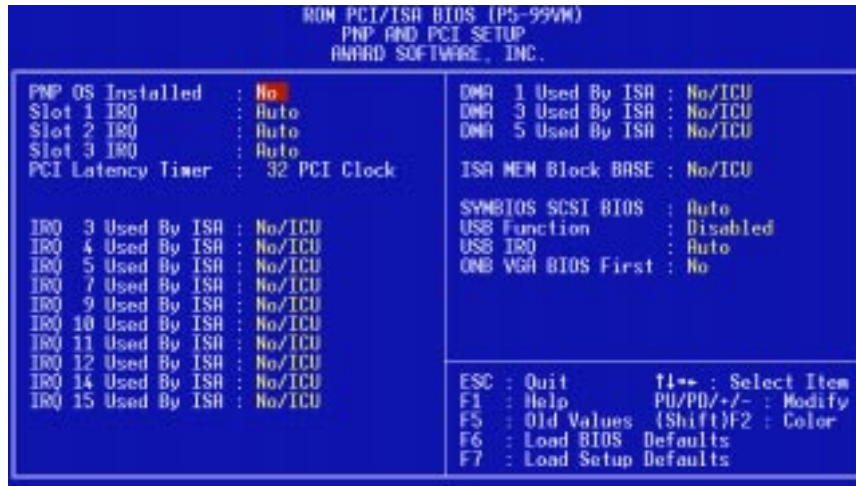 ROM PCI/ISA BIOS (P5-99VM)
PNP AND PCI SETUP
AWARD SOFTWARE, INC.
PNP OS Installed : No
Slot 1 IRQ : Auto
Slot 2 IRQ : Auto
Slot 3 IRQ : Auto
PCI Latency Timer : 32 PCI Clock
IRQ 3 Used By ISA : No/ICU
IRQ 4 Used By ISA : No/ICU
IRQ 5 Used By ISA : No/ICU
IRQ 7 Used By ISA : No/ICU
IRQ 9 Used By ISA : No/ICU
IRQ 10 Used By ISA : No/ICU
IRQ 11 Used By ISA : No/ICU
IRQ 12 Used By ISA : No/ICU
IRQ 14 Used By ISA : No/ICU
IRQ 15 Used By ISA : No/ICU
DMA 1 Used By ISA : No/ICU
DMA 3 Used By ISA : No/ICU
DMA 5 Used By ISA : No/ICU
ISA MEM Block BASE : No/ICU
SYMBIOS SCSI BIOS : Auto
USB Function : Disabled
USB IRQ : Auto
ONB VGA BIOS First : No
ESC : Quit ↑↓→← : Select Item
F1 : Help PU/PD/+/- : Modify
F5 : Old Values (Shift)F2 : Color
F6 : Load BIOS Defaults
F7 : Load Setup Defaults